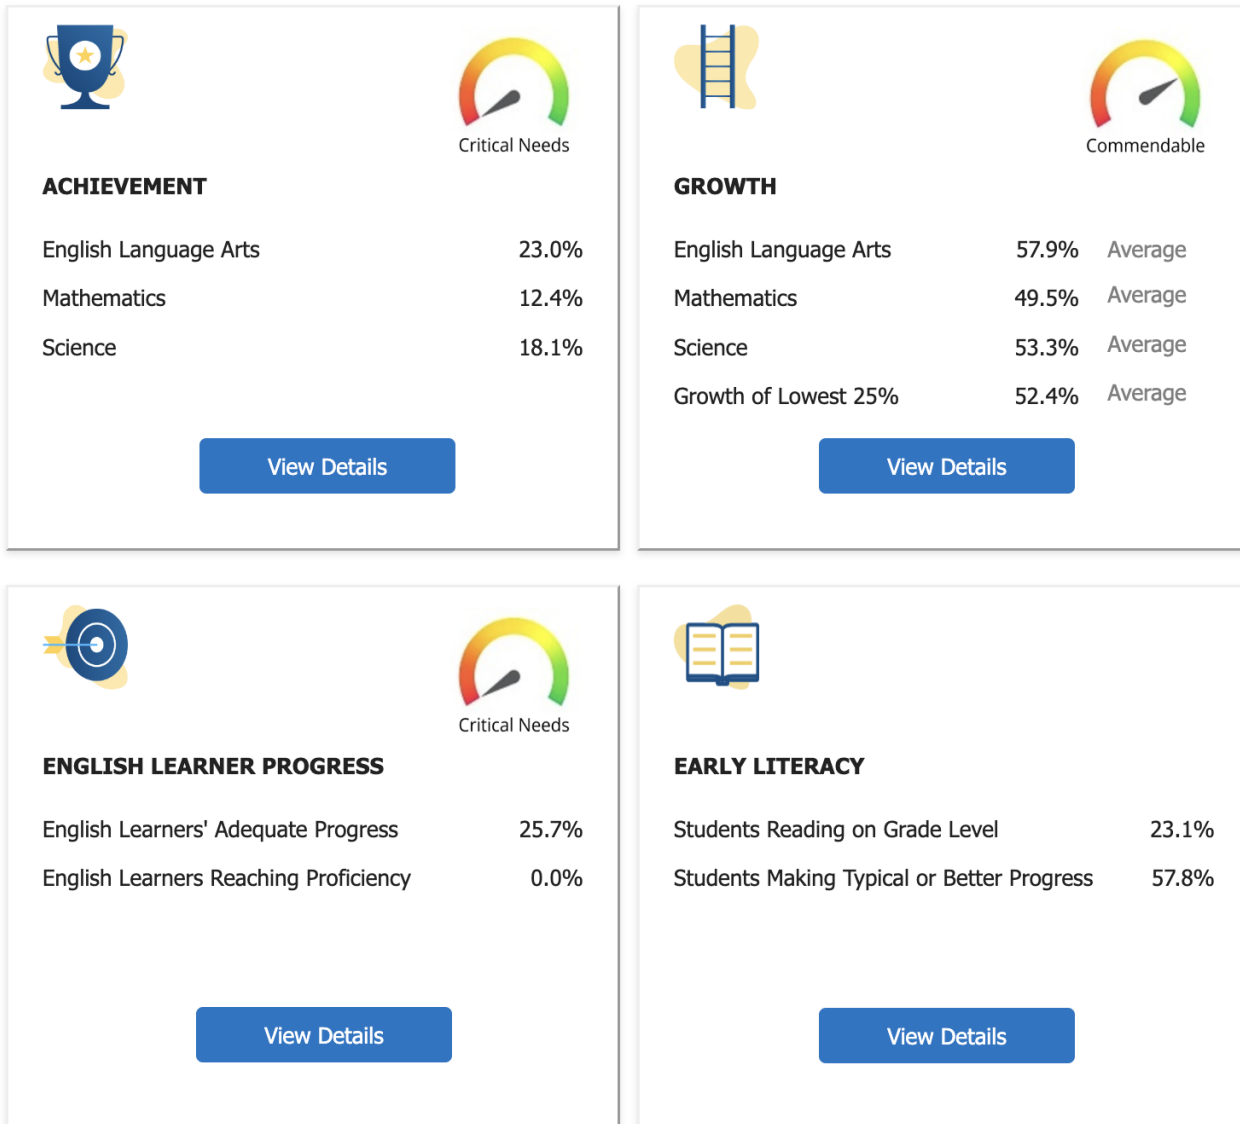 Critical Needs
ACHIEVEMENT
English Language Arts 23.0%
Mathematics 12.4%
Science 18.1%
View Details
Commendable
GROWTH
English Language Arts 57.9% Average
Mathematics 49.5% Average
Science 53.3% Average
Growth of Lowest 25% 52.4% Average
View Details
Critical Needs
ENGLISH LEARNER PROGRESS
English Learners' Adequate Progress 25.7%
English Learners Reaching Proficiency 0.0%
View Details
EARLY LITERACY
Students Reading on Grade Level 23.1%
Students Making Typical or Better Progress 57.8%
View Details